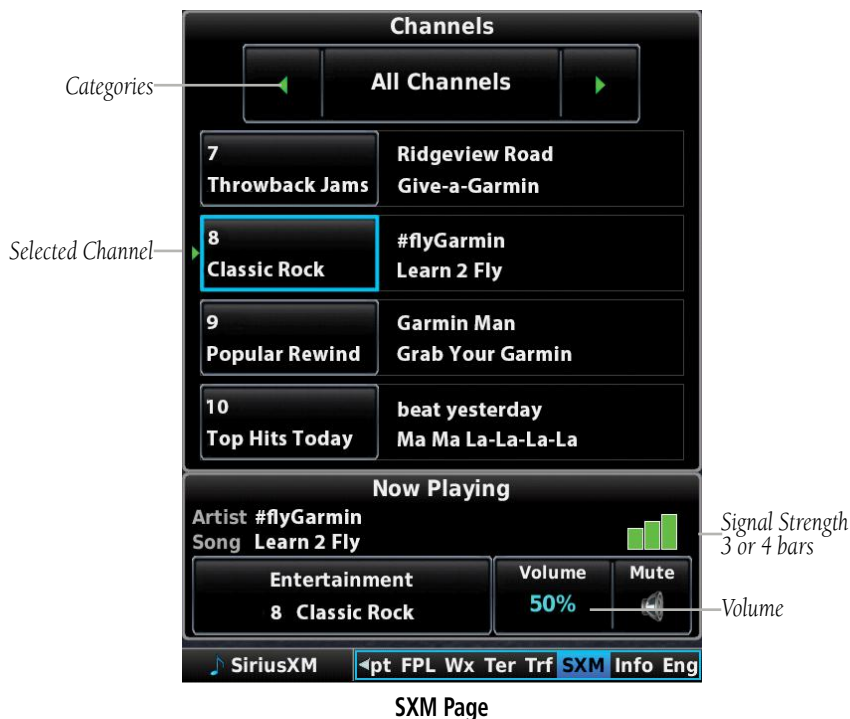 Channels
Categories
All Channels
7
Throwback Jams
Ridgeview Road
Give-a-Garmin
Selected Channel
8
Classic Rock
#flyGarmin
Learn 2 Fly
9
Popular Rewind
Garmin Man
Grab Your Garmin
10
Top Hits Today
beat yesterday
Ma Ma La-La-La-La
Now Playing
Artist #flyGarmin
Song Learn 2 Fly
Signal Strength
3 or 4 bars
Entertainment
8 Classic Rock
Volume
50%
Mute
Volume
SiriusXM
pt FPL Wx Ter Trf SXM Info Eng
SXM Page